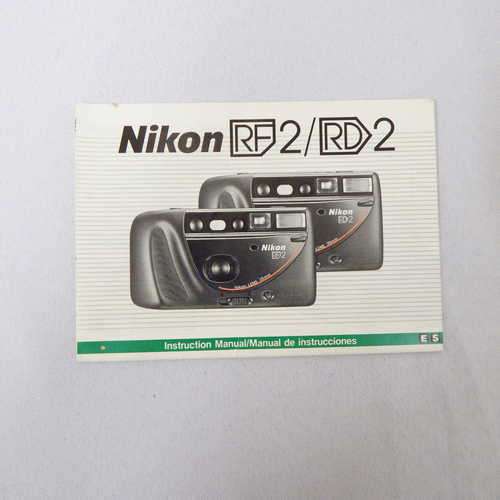 Nikon RF2/RD2
Nikon
Nikon
Instruction Manual/Manual de instrucciones
E S